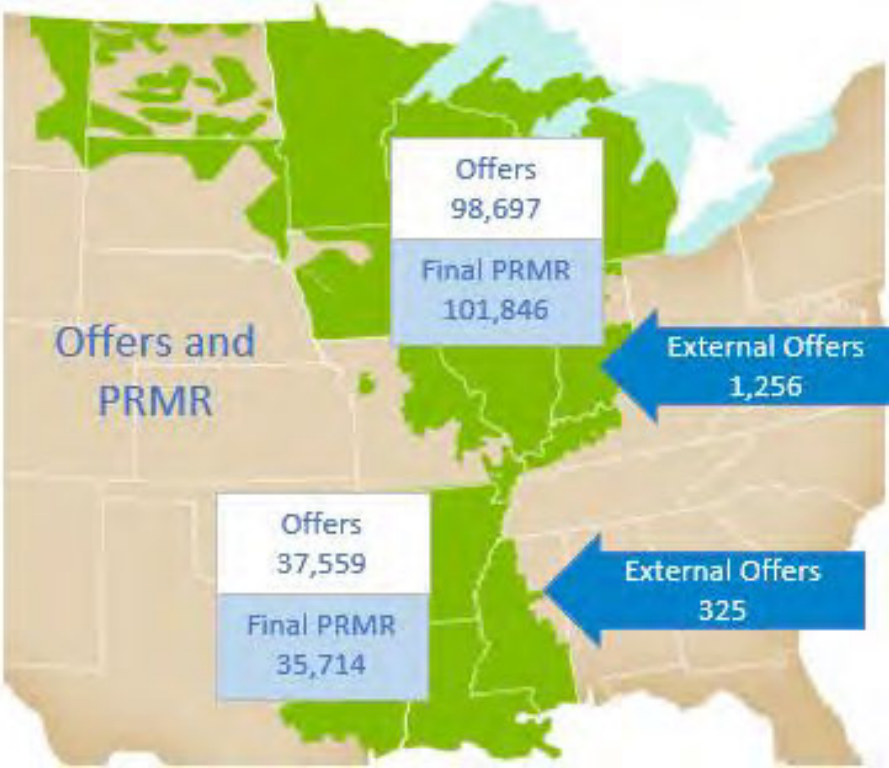 Offers
98,697
Final PRMR
101,846
Offers and
PRMR
External Offers
1,256
Offers
37,559
Final PRMR
35,714
External Offers
325